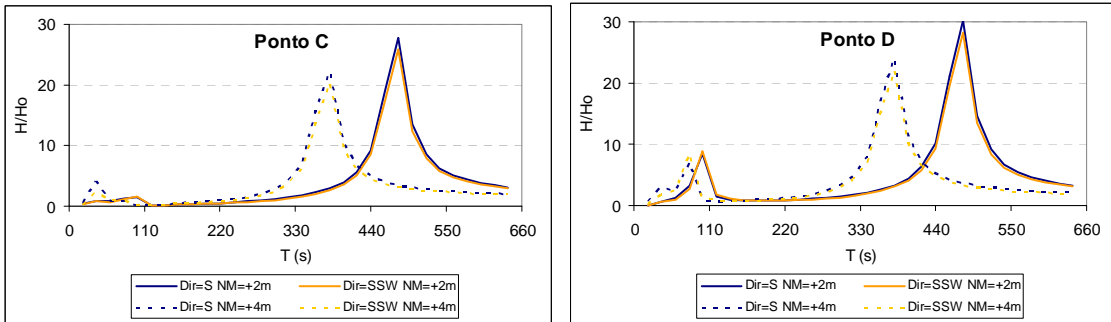 Ponto C
30
20
10
0
H/Ho
0 110 220 330 440 550 660
T (s)
Dir=S NM=+2m Dir=SSW NM=+2m
Dir=S NM=+4m Dir=SSW NM=+4m
Ponto D
30
20
10
0
H/Ho
0 110 220 330 440 550 660
T (s)
Dir=S NM=+2m Dir=SSW NM=+2m
Dir=S NM=+4m Dir=SSW NM=+4m